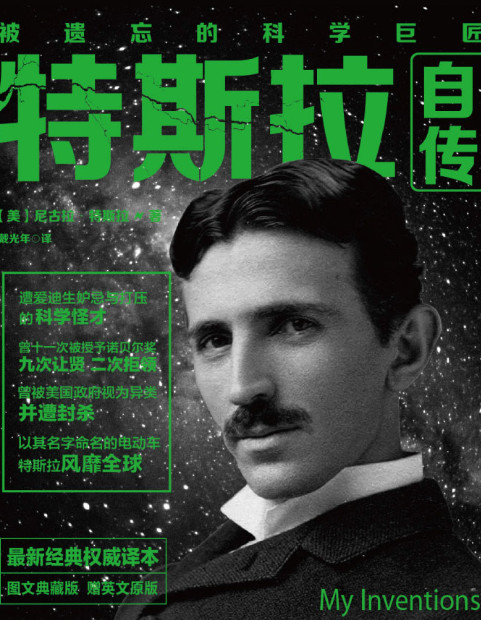 被遗忘的科学巨匠
特斯拉
自传
【美】尼古拉·特斯拉◇著
戴光年◇译
遭爱迪生妒忌与打压
的科学怪才
曾十一次被授予诺贝尔奖
九次让贤 二次拒领
曾被美国政府视为异类
并遭封杀
以其名字命名的电动车
特斯拉风靡全球
最新经典权威译本
图文典藏版 赠英文原版
My Inventions